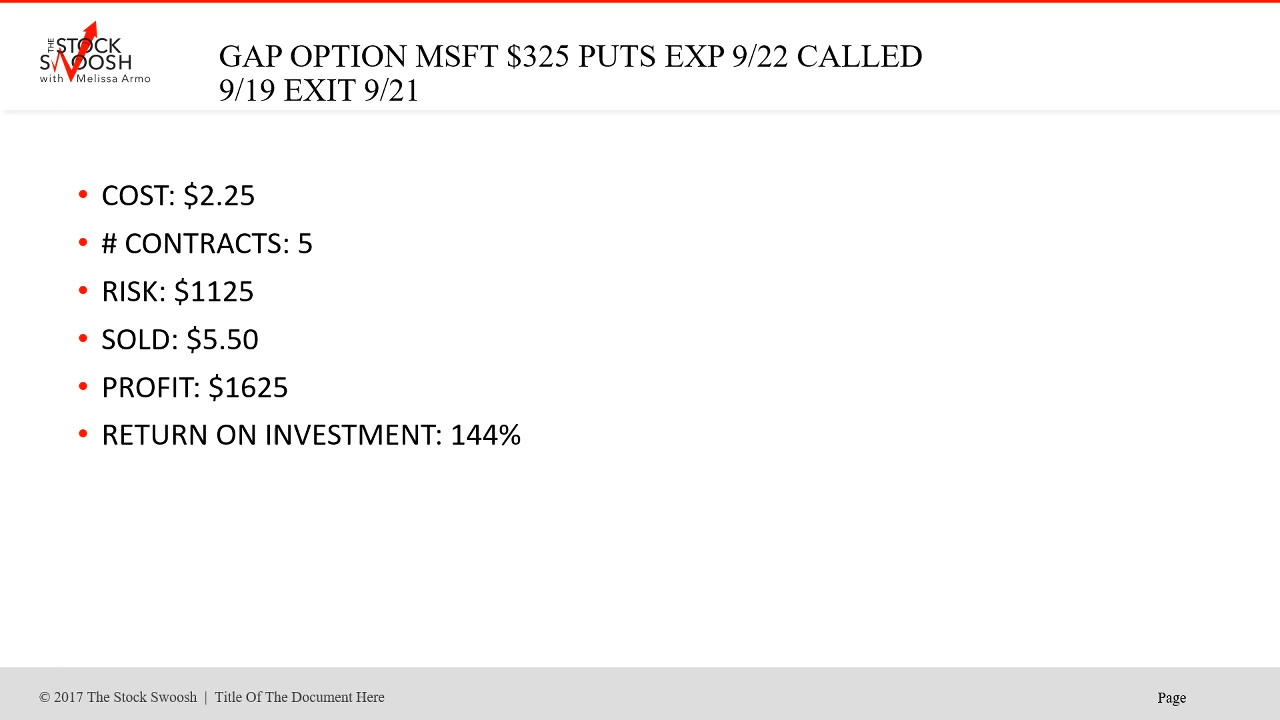 THE STOCK
SWOOSH
with Melissa Armo
GAP OPTION MSFT $325 PUTS EXP 9/22 CALLED
9/19 EXIT 9/21
• COST: $2.25
• # CONTRACTS: 5
• RISK: $1125
• SOLD: $5.50
• PROFIT: $1625
• RETURN ON INVESTMENT: 144%
© 2017 The Stock Swoosh | Title Of The Document Here
Page